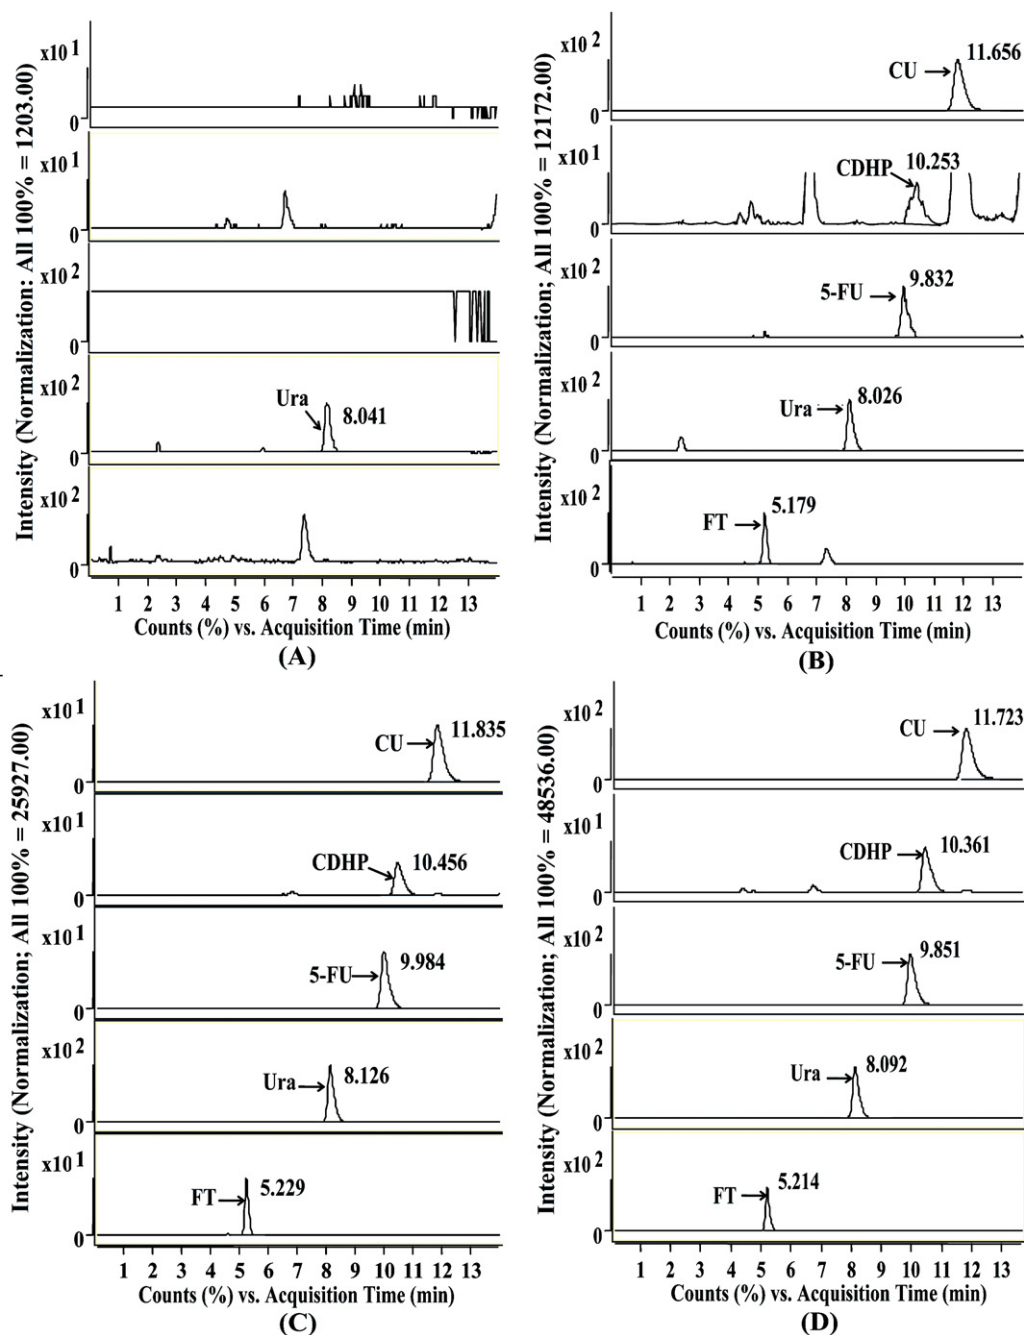 Intensity (Normalization; All 100% = 1203.00)
x10 1
0
x10 1
0
x10 2
0
x10 2
Ura
8.041
0
x10 2
0
1 2 3 4 5 6 7 8 9 10 11 12 13
Counts (%) vs. Acquisition Time (min)
(A)
Intensity (Normalization; All 100% = 12172.00)
x10 2
CU
11.656
0
x10 1
CDHP
10.253
0
x10 2
5-FU
9.832
0
x10 2
Ura
8.026
0
x10 2
FT
5.179
0
1 2 3 4 5 6 7 8 9 10 11 12 13
Counts (%) vs. Acquisition Time (min)
(B)
Intensity (Normalization; All 100% = 25927.00)
x10 1
CU
11.835
0
x10 1
CDHP
10.456
0
x10 1
5-FU
9.984
0
x10 2
Ura
8.126
0
x10 1
FT
5.229
0
1 2 3 4 5 6 7 8 9 10 11 12 13
Counts (%) vs. Acquisition Time (min)
(C)
Intensity (Normalization; All 100% = 48536.00)
x10 2
CU
11.723
0
x10 1
CDHP
10.361
0
x10 2
5-FU
9.851
0
x10 2
Ura
8.092
0
x10 2
FT
5.214
0
1 2 3 4 5 6 7 8 9 10 11 12 13
Counts (%) vs. Acquisition Time (min)
(D)